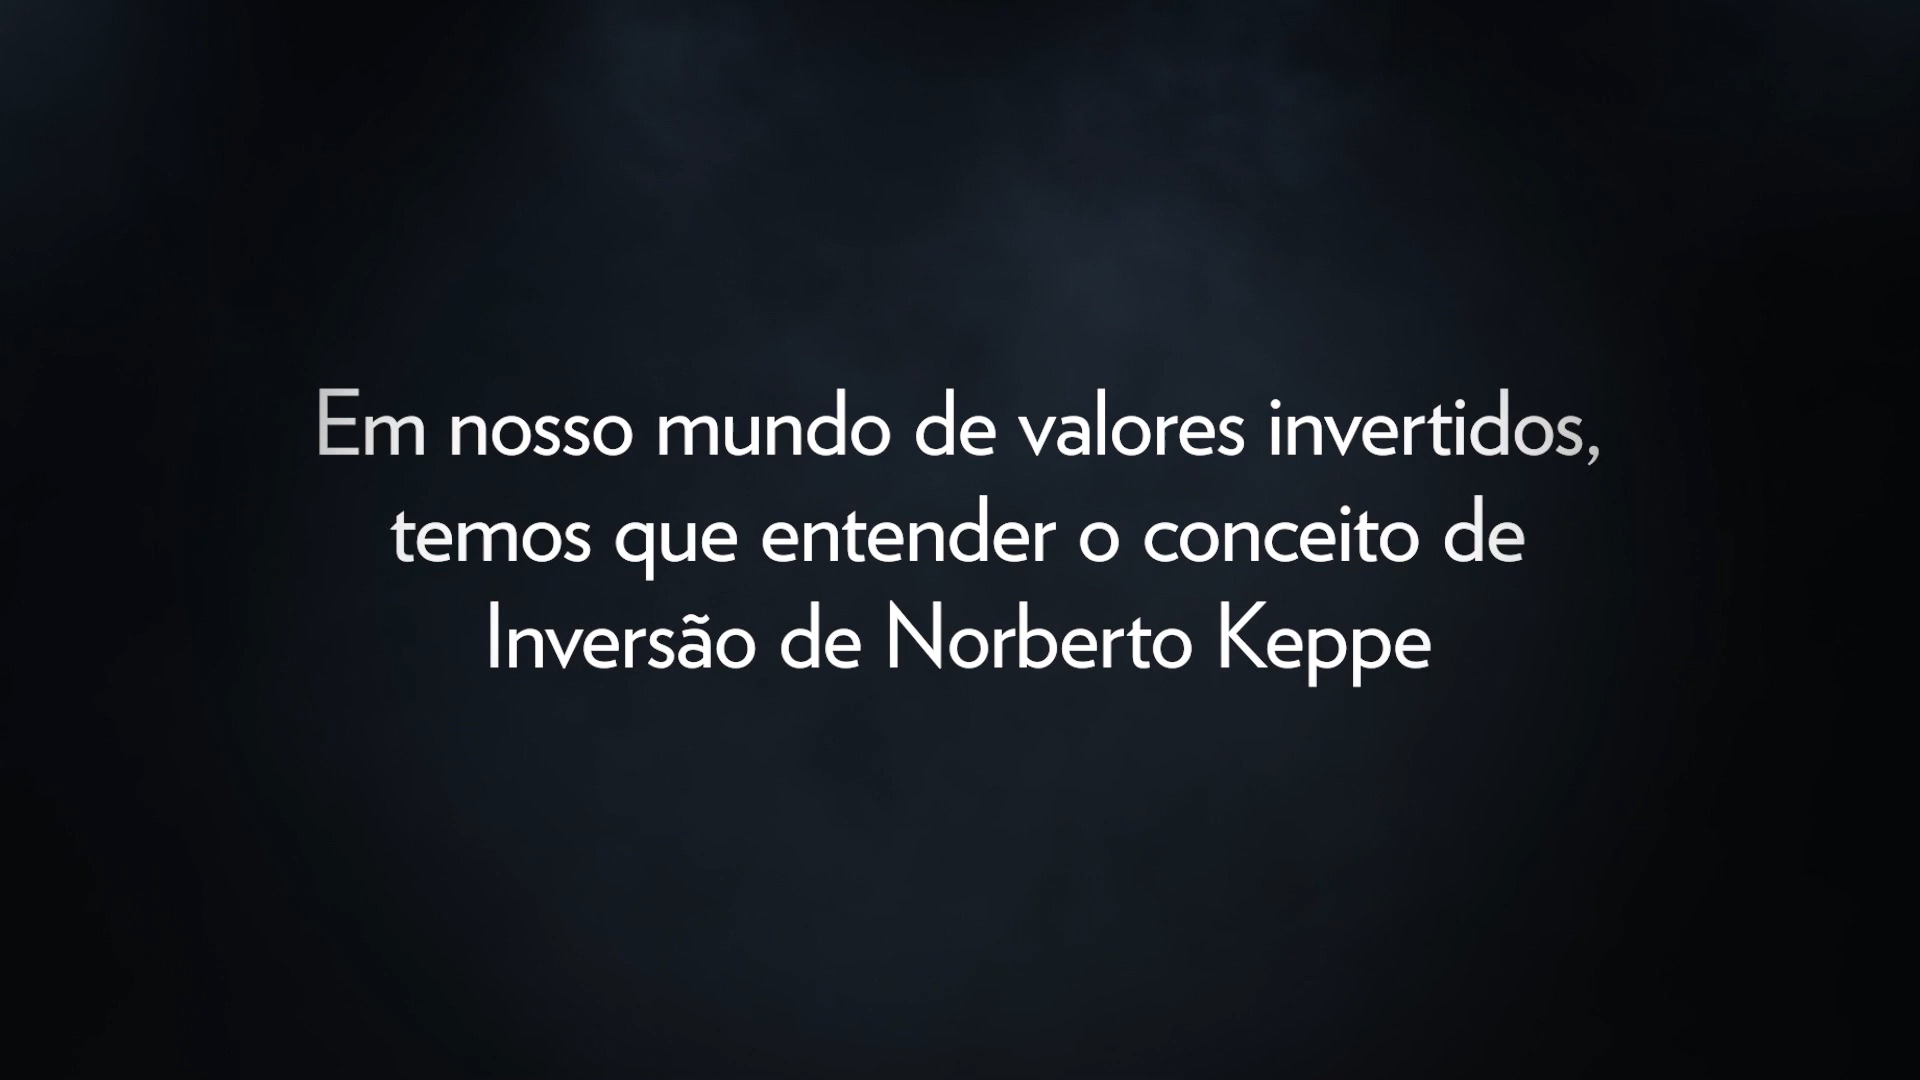 Em nosso mundo de valores invertidos,
temos que entender o conceito de
Inversão de Norberto Keppe